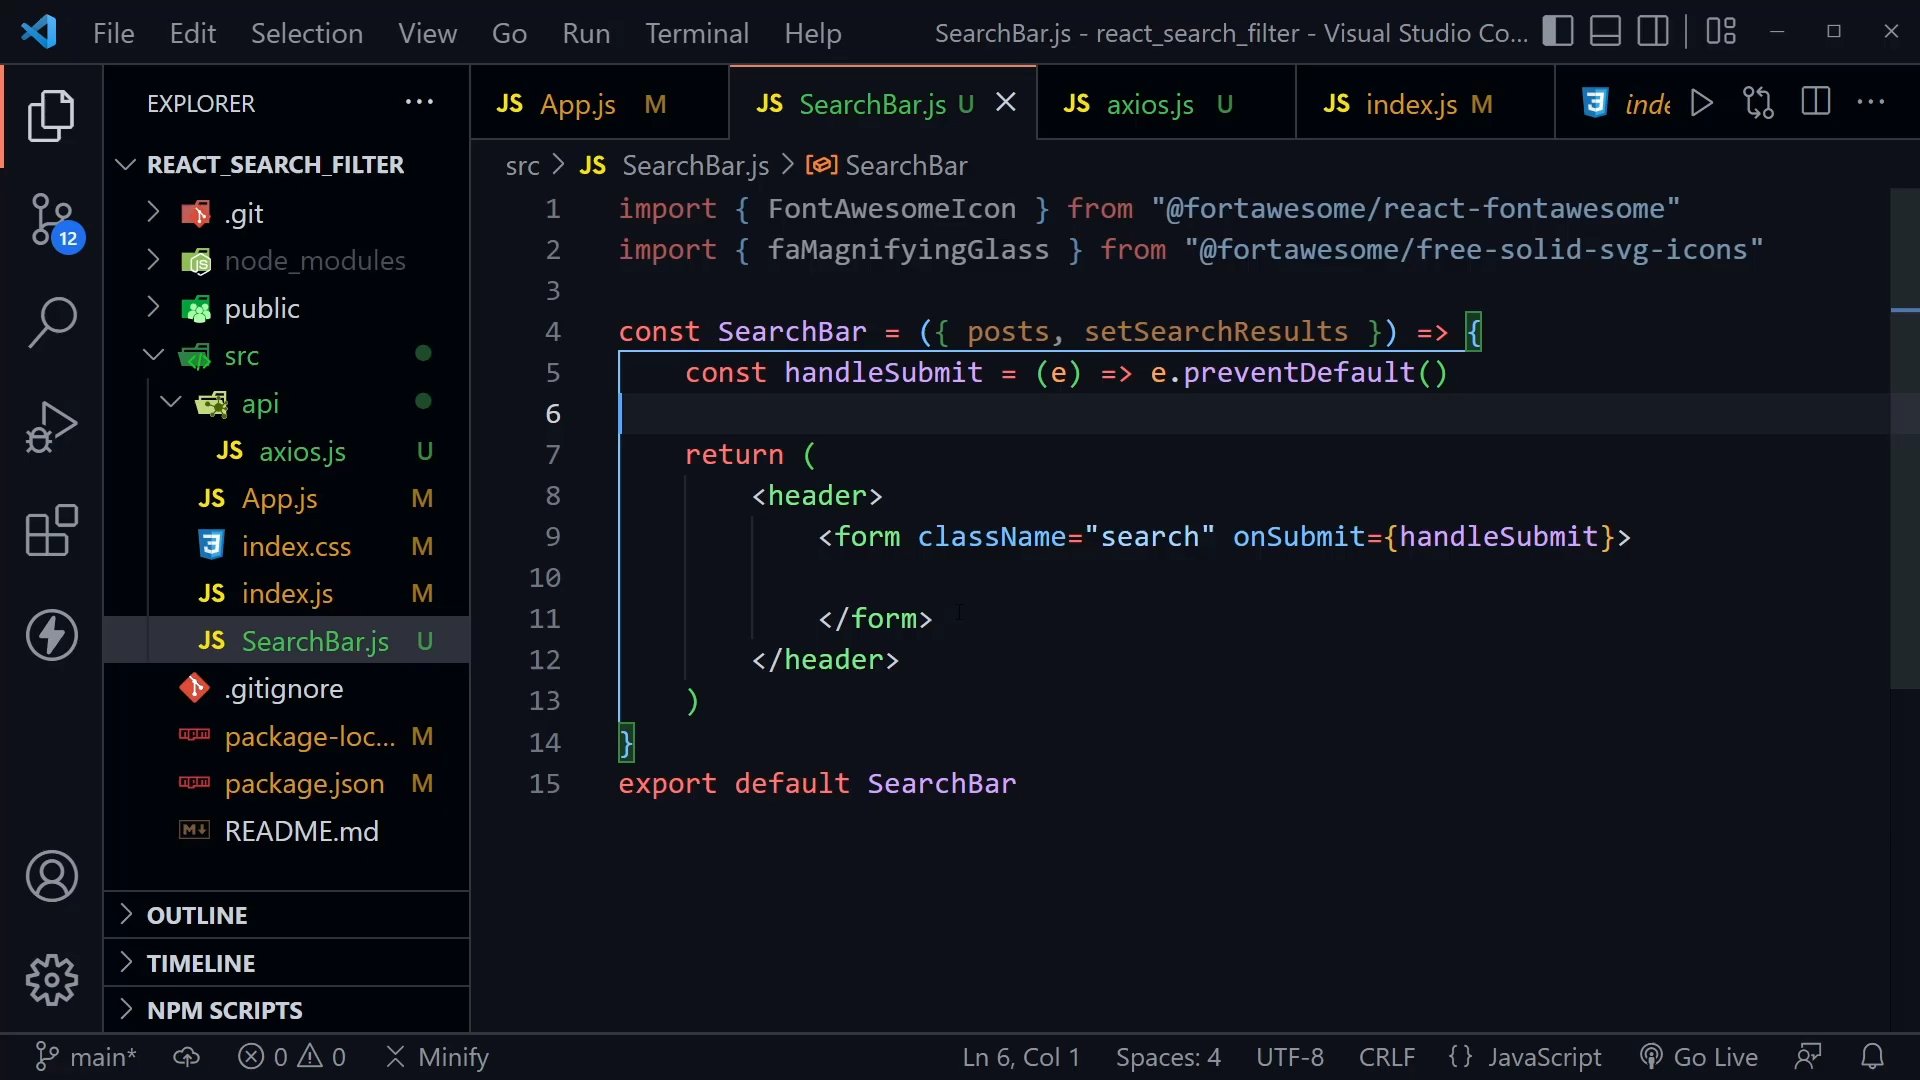 File Edit Selection View Go Run Terminal Help SearchBar.js - react_search_filter - Visual Studio Co...
EXPLORER
JS App.js M
JS SearchBar.js U
JS axios.js U
JS index.js M
inde
REACT_SEARCH_FILTER
.git
node_modules
public
src
api
JS axios.js U
JS App.js M
index.css M
JS index.js M
JS SearchBar.js U
.gitignore
package-loc... M
package.json M
README.md
OUTLINE
TIMELINE
NPM SCRIPTS
12
src > JS SearchBar.js > SearchBar
1 import { FontAwesomeIcon } from "@fortawesome/react-fontawesome"
2 import { faMagnifyingGlass } from "@fortawesome/free-solid-svg-icons"
3
4 const SearchBar = ({ posts, setSearchResults }) => {
5 const handleSubmit = (e) => e.preventDefault()
6
7 return (
8 <header>
9 <form className="search" onSubmit={handleSubmit}>
10
11 </form>
12 </header>
13 )
14 }
15 export default SearchBar
main* 0 0 Minify Ln 6, Col 1 Spaces: 4 UTF-8 CRLF {} JavaScript Go Live